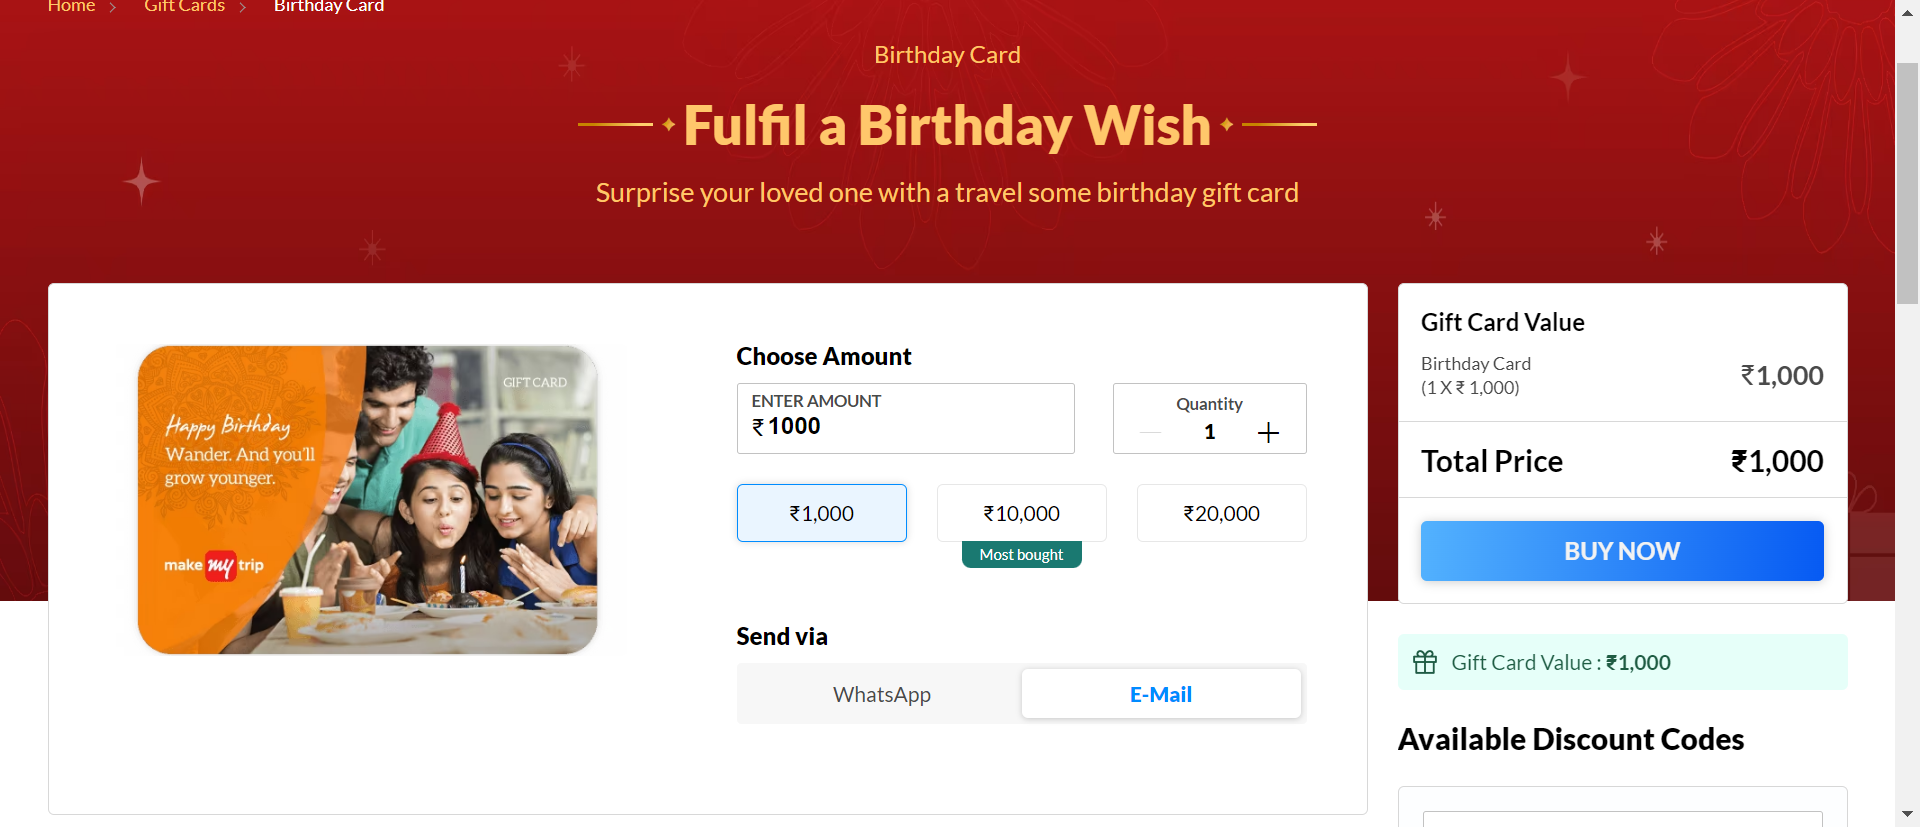 Home > Gift Cards > Birthday Card
Birthday Card
Fulfil a Birthday Wish
Surprise your loved one with a travel some birthday gift card
GIFT CARD
Happy Birthday
Wander. And you'll
grow younger.
make my trip
Choose Amount
ENTER AMOUNT
₹ 1000
Quantity
1
₹1,000
₹10,000
₹20,000
Most bought
Send via
WhatsApp
E-Mail
Gift Card Value
Birthday Card
(1 X ₹ 1,000)
₹1,000
Total Price
₹1,000
BUY NOW
Gift Card Value : ₹1,000
Available Discount Codes